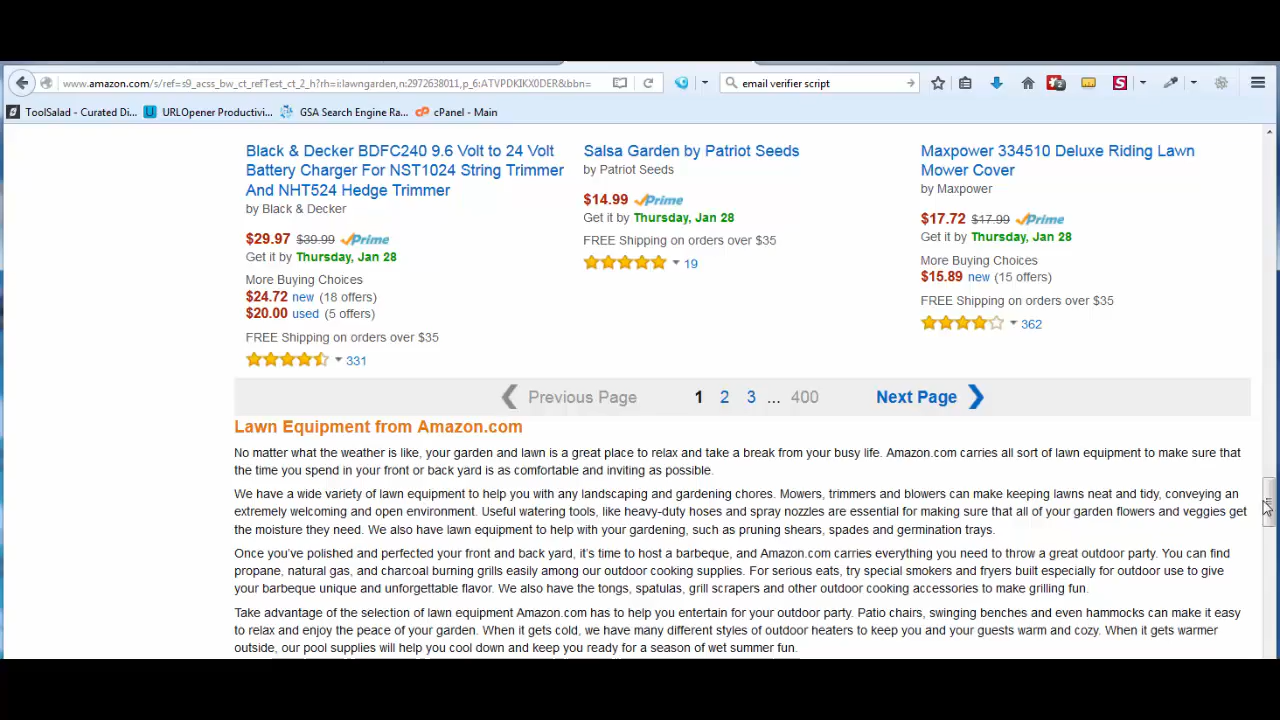 www.amazon.com/s/ref=s9_acss_bw_ct_refTest_ct_2_h?rh=i:lawngarden,n:2972638011,p_6:ATVPDKIKX0DER&bbn=
email verifier script
2
S
ToolSalad - Curated Di...
U URLOpener Productivi...
GSA Search Engine Ra...
cP cPanel - Main
Black & Decker BDFC240 9.6 Volt to 24 Volt
Battery Charger For NST1024 String Trimmer
And NHT524 Hedge Trimmer
by Black & Decker
$29.97 $39.99 Prime
Get it by Thursday, Jan 28
More Buying Choices
$24.72 new (18 offers)
$20.00 used (5 offers)
FREE Shipping on orders over $35
331
Salsa Garden by Patriot Seeds
by Patriot Seeds
$14.99 Prime
Get it by Thursday, Jan 28
FREE Shipping on orders over $35
19
Maxpower 334510 Deluxe Riding Lawn
Mower Cover
by Maxpower
$17.72 $17.99 Prime
Get it by Thursday, Jan 28
More Buying Choices
$15.89 new (15 offers)
FREE Shipping on orders over $35
362
Previous Page 1 2 3 ... 400 Next Page
Lawn Equipment from Amazon.com
No matter what the weather is like, your garden and lawn is a great place to relax and take a break from your busy life. Amazon.com carries all sort of lawn equipment to make sure that
the time you spend in your front or back yard is as comfortable and inviting as possible.
We have a wide variety of lawn equipment to help you with any landscaping and gardening chores. Mowers, trimmers and blowers can make keeping lawns neat and tidy, conveying an
extremely welcoming and open environment. Useful watering tools, like heavy-duty hoses and spray nozzles are essential for making sure that all of your garden flowers and veggies get
the moisture they need. We also have lawn equipment to help with your gardening, such as pruning shears, spades and germination trays.
Once you've polished and perfected your front and back yard, it's time to host a barbeque, and Amazon.com carries everything you need to throw a great outdoor party. You can find
propane, natural gas, and charcoal burning grills easily among our outdoor cooking supplies. For serious eats, try special smokers and fryers built especially for outdoor use to give
your barbeque unique and unforgettable flavor. We also have the tongs, spatulas, grill scrapers and other outdoor cooking accessories to make grilling fun.
Take advantage of the selection of lawn equipment Amazon.com has to help you entertain for your outdoor party. Patio chairs, swinging benches and even hammocks can make it easy
to relax and enjoy the peace of your garden. When it gets cold, we have many different styles of outdoor heaters to keep you and your guests warm and cozy. When it gets warmer
outside, our pool supplies will help you cool down and keep you ready for a season of wet summer fun.